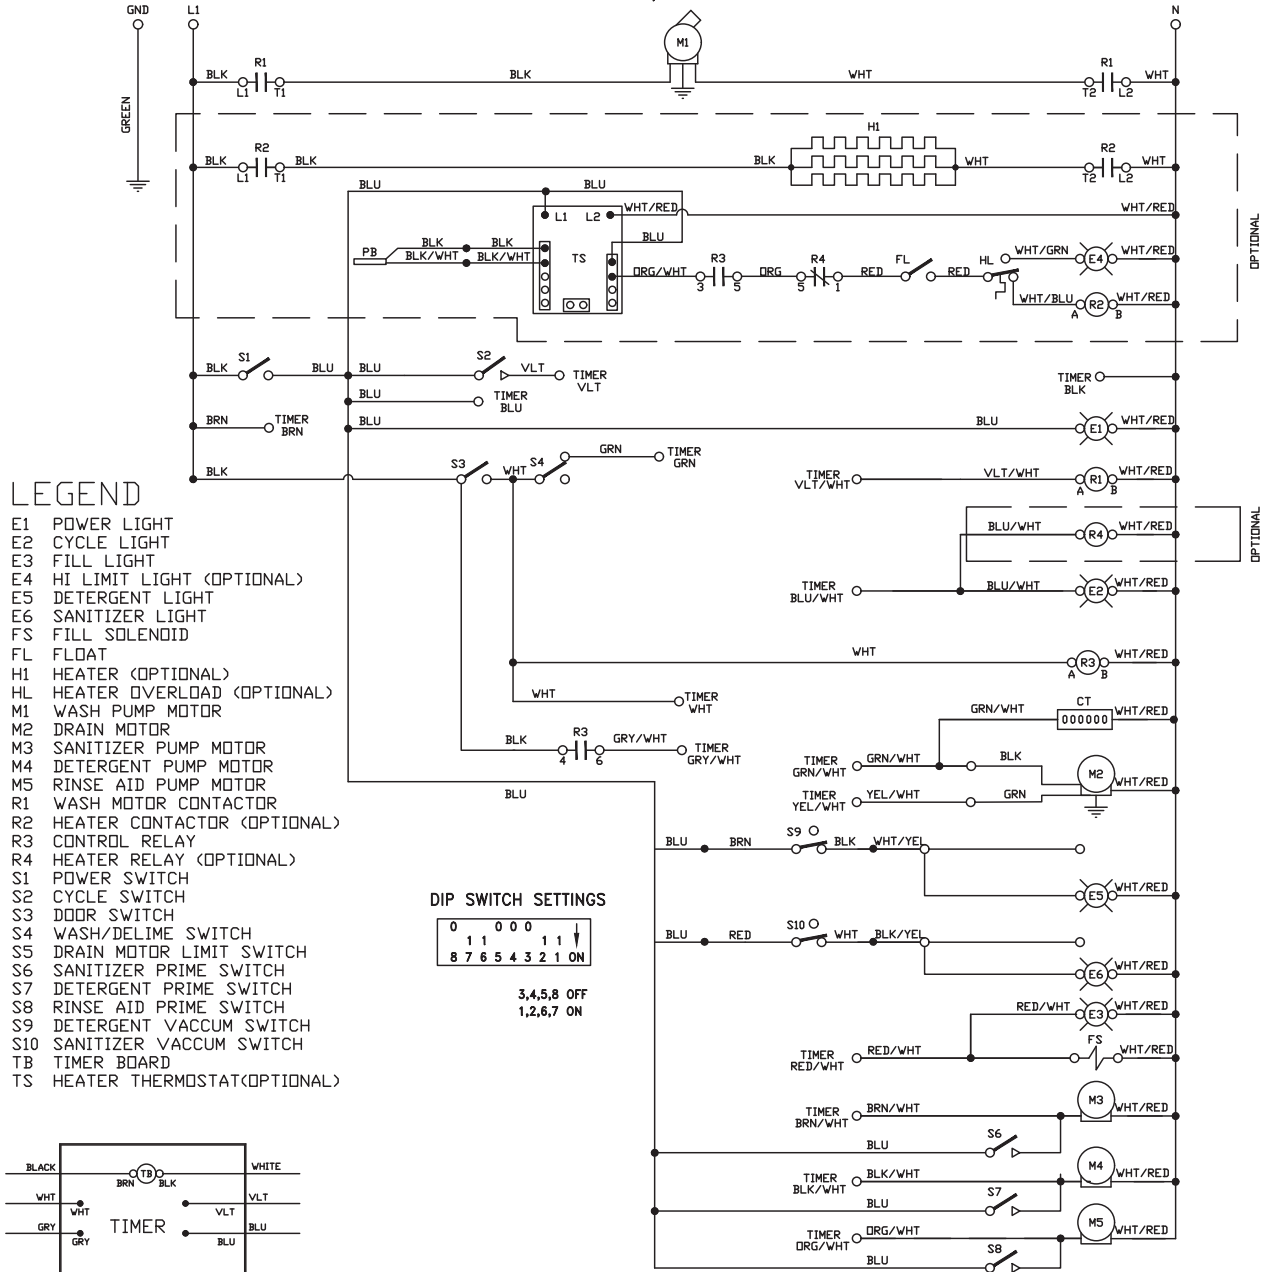 GND L1 N
M1
R1 R1
BLK BLK WHT WHT
L1 T1 T2 L2
GREEN
H1
R2 R2
BLK BLK BLK WHT WHT
L1 T1 T2 L2
BLU BLU
L1 L2 WHT/RED WHT/RED
BLU
OPTIONAL
PB BLK BLK
BLK/WHT BLK/WHT
TS
R3 R4 FL HL WHT/GRN E4 WHT/RED
ORG/WHT ORG RED RED
3 5 5 1
WHT/BLU R2 WHT/RED
A B
S1 S2
BLK BLU BLU VLT TIMER VLT
TIMER BLK
BLU TIMER BLU
BRN TIMER BRN
BLU BLU E1 WHT/RED
GRN TIMER GRN
BLK S3 WHT S4
TIMER VLT/WHT VLT/WHT R1 WHT/RED
A B
BLU/WHT R4 WHT/RED
OPTIONAL
TIMER BLU/WHT BLU/WHT E2 WHT/RED
WHT R3 WHT/RED
A B
WHT TIMER WHT
CT
GRN/WHT 000000 WHT/RED
R3
BLK GRY/WHT TIMER GRY/WHT
4 6
TIMER GRN/WHT GRN/WHT BLK
M2 WHT/RED
TIMER YEL/WHT YEL/WHT GRN
BLU
S9
BLU BRN BLK WHT/YEL
E5 WHT/RED
S10
BLU RED WHT BLK/YEL
E6 WHT/RED
RED/WHT E3 WHT/RED
FS
TIMER RED/WHT RED/WHT WHT/RED
M3
TIMER BRN/WHT BRN/WHT WHT/RED
BLU S6
M4
TIMER BLK/WHT BLK/WHT WHT/RED
BLU S7
M5
TIMER ORG/WHT ORG/WHT WHT/RED
BLU S8
LEGEND
E1 POWER LIGHT
E2 CYCLE LIGHT
E3 FILL LIGHT
E4 HI LIMIT LIGHT (OPTIONAL)
E5 DETERGENT LIGHT
E6 SANITIZER LIGHT
FS FILL SOLENOID
FL FLOAT
H1 HEATER (OPTIONAL)
HL HEATER OVERLOAD (OPTIONAL)
M1 WASH PUMP MOTOR
M2 DRAIN MOTOR
M3 SANITIZER PUMP MOTOR
M4 DETERGENT PUMP MOTOR
M5 RINSE AID PUMP MOTOR
R1 WASH MOTOR CONTACTOR
R2 HEATER CONTACTOR (OPTIONAL)
R3 CONTROL RELAY
R4 HEATER RELAY (OPTIONAL)
S1 POWER SWITCH
S2 CYCLE SWITCH
S3 DOOR SWITCH
S4 WASH/DELIME SWITCH
S5 DRAIN MOTOR LIMIT SWITCH
S6 SANITIZER PRIME SWITCH
S7 DETERGENT PRIME SWITCH
S8 RINSE AID PRIME SWITCH
S9 DETERGENT VACCUM SWITCH
S10 SANITIZER VACCUM SWITCH
TB TIMER BOARD
TS HEATER THERMOSTAT(OPTIONAL)
DIP SWITCH SETTINGS
0 0 0 0
1 1 1 1
8 7 6 5 4 3 2 1 ON
3,4,5,8 OFF
1,2,6,7 ON
BLACK TB WHITE
BRN BLK
WHT VLT
WHT VLT
TIMER
GRY BLU
GRY BLU